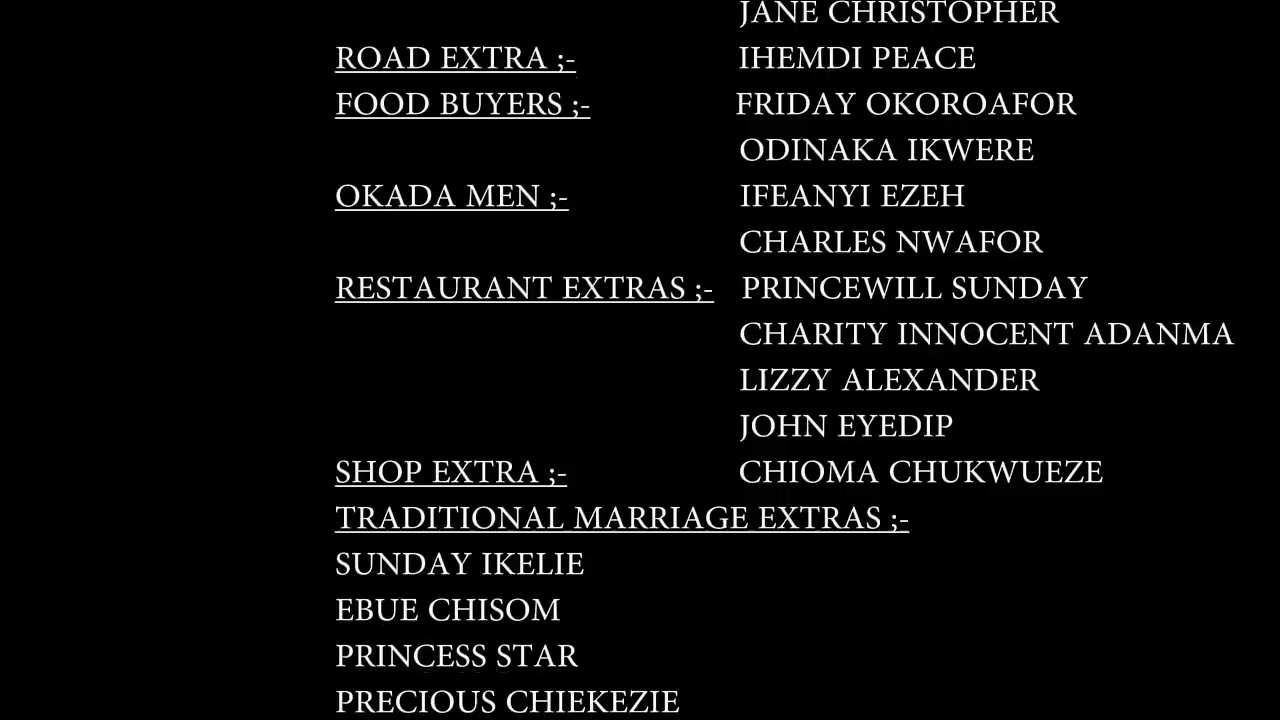 JANE CHRISTOPHER
ROAD EXTRA ;- IHEMDI PEACE
FOOD BUYERS ;- FRIDAY OKOROAFOR
ODINAKA IKWERE
OKADA MEN ;- IFEANYI EZEH
CHARLES NWAFOR
RESTAURANT EXTRAS ;- PRINCEWILL SUNDAY
CHARITY INNOCENT ADANMA
LIZZY ALEXANDER
JOHN EYEDIP
SHOP EXTRA ;- CHIOMA CHUKWUEZE
TRADITIONAL MARRIAGE EXTRAS ;-
SUNDAY IKELIE
EBUE CHISOM
PRINCESS STAR
PRECIOUS CHIEKEZIE